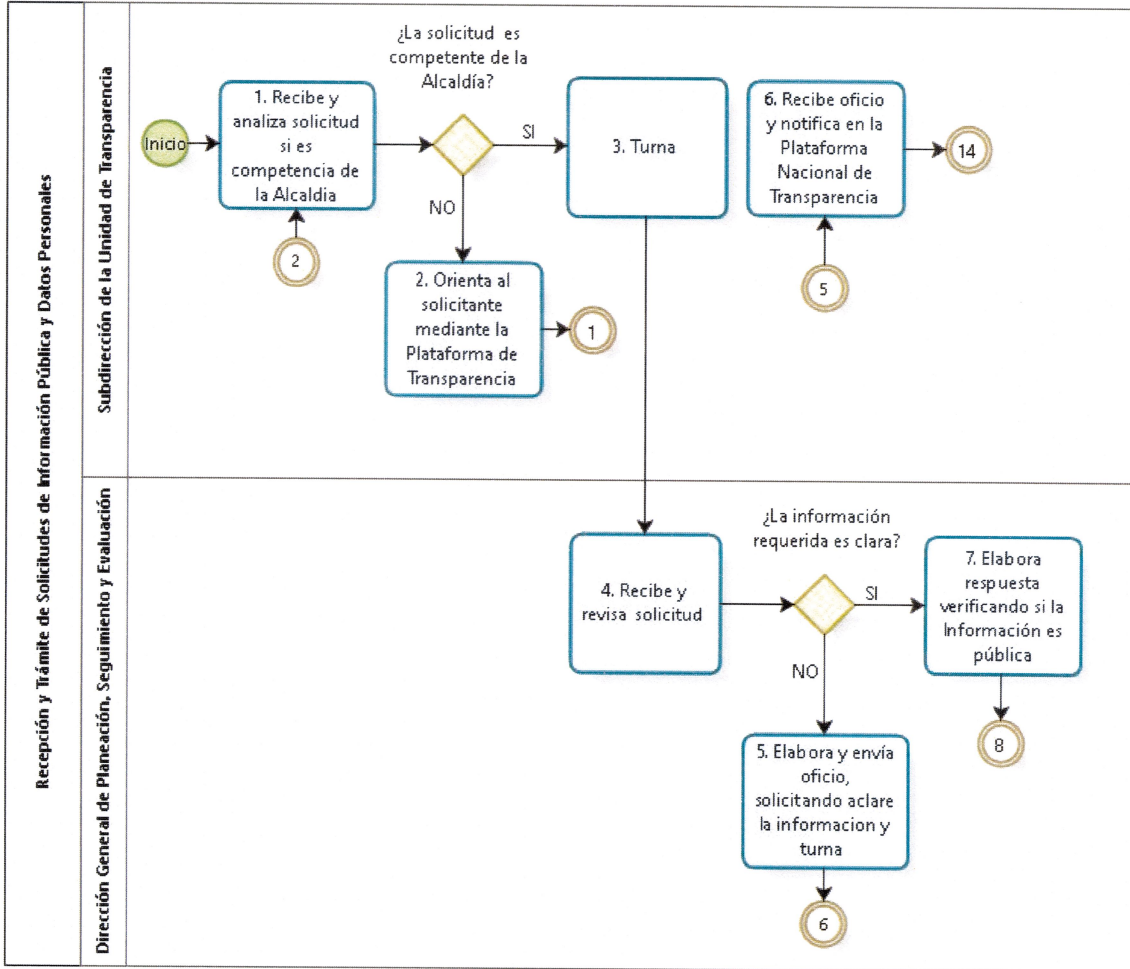 Recepción y Trámite de Solicitudes de Información Pública y Datos Personales
Subdirección de la Unidad de Transparencia
Inicio
1. Recibe y
analiza solicitud
si es
competencia de
la Alcaldia
2
¿La solicitud es
competente de la
Alcaldía?
SI
NO
2. Orienta al
solicitante
mediante la
Plataforma de
Transparencia
1
3. Turna
6. Recibe oficio
y notifica en la
Plataforma
Nacional de
Transparencia
14
5
Dirección General de Planeación, Seguimiento y Evaluación
4. Recibe y
revisa solicitud
¿La información
requerida es clara?
SI
NO
7. Elabora
respuesta
verificando si la
Información es
pública
8
5. Elabora y envía
oficio,
solicitando aclare
la informacion y
turna
6